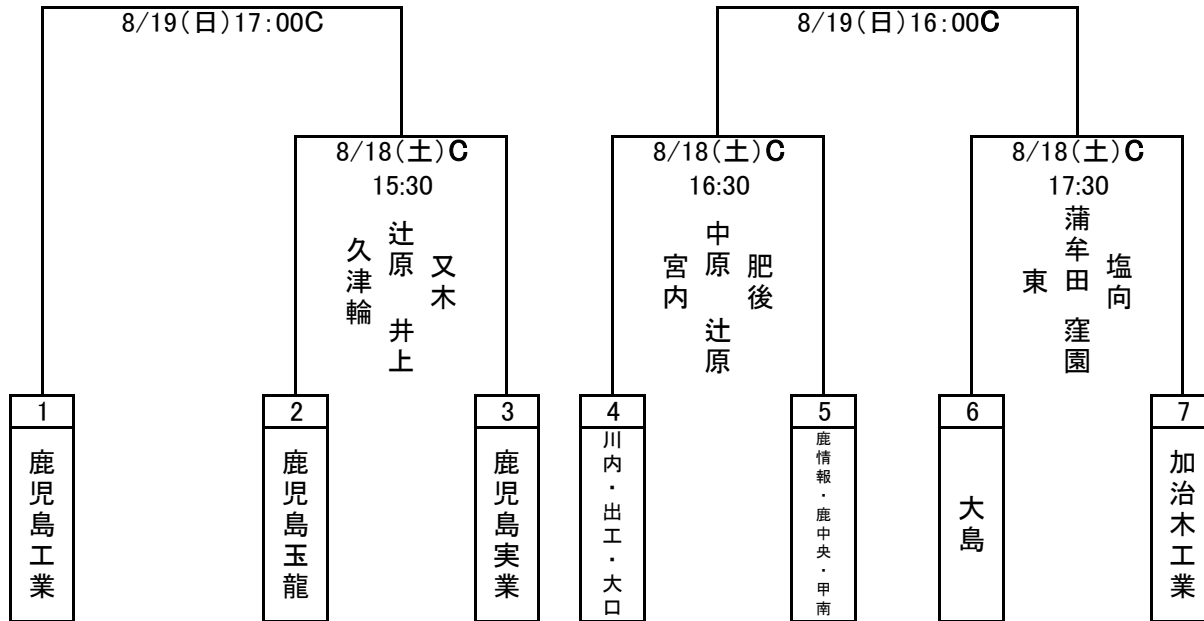 8/19(日)17:00C
8/19(日)16:00C
8/18(土)C
15:30
8/18(土)C
16:30
8/18(土)C
17:30
久津輪
辻原 井上
又木
宮内
中原 辻原
肥後
東
蒲牟田 窪園
塩向
1
2
3
4
5
6
7
鹿児島工業
鹿児島玉龍
鹿児島実業
川内・出工・大口
鹿情報・鹿中央・甲南
大島
加治木工業